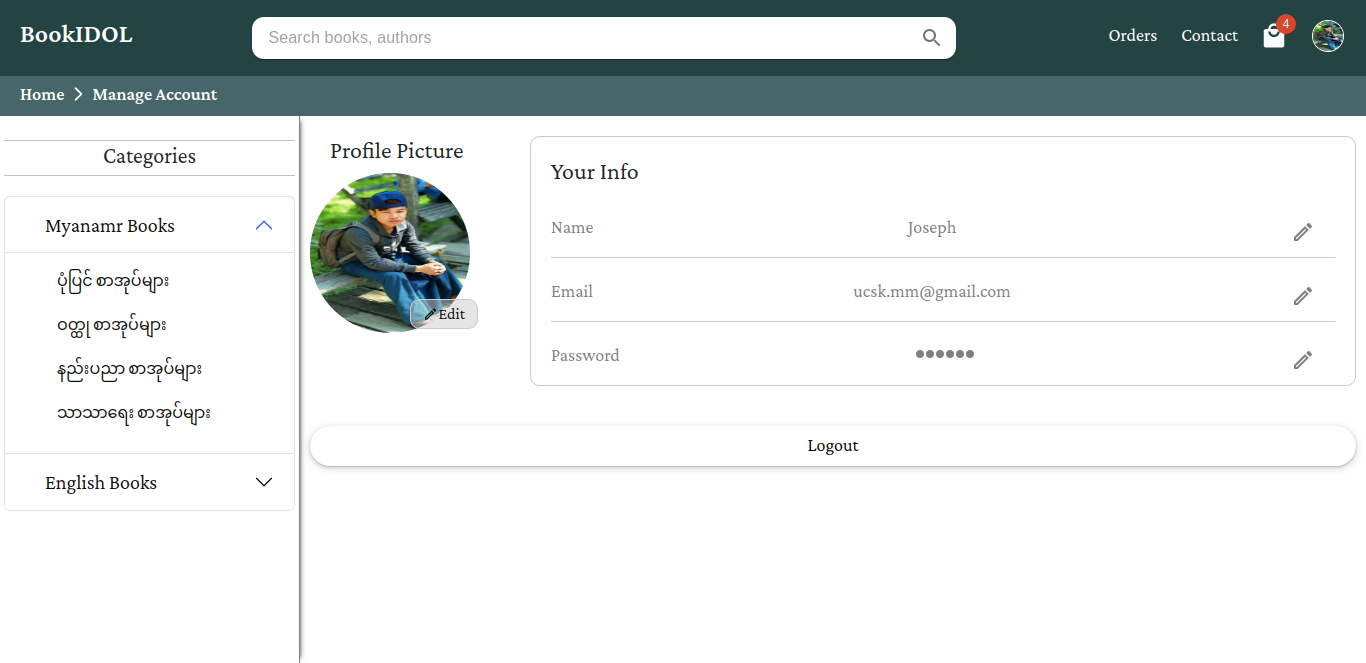 BookIDOL
Search books, authors
Orders
Contact
4
Home
Manage Account
Categories
Myanamr Books
ပုံပြင် စာအုပ်များ
ဝတ္ထု စာအုပ်များ
နည်းပညာ စာအုပ်များ
သာသာရေး စာအုပ်များ
English Books
Profile Picture
Edit
Your Info
Name
Joseph
Email
ucsk.mm@gmail.com
Password
Logout